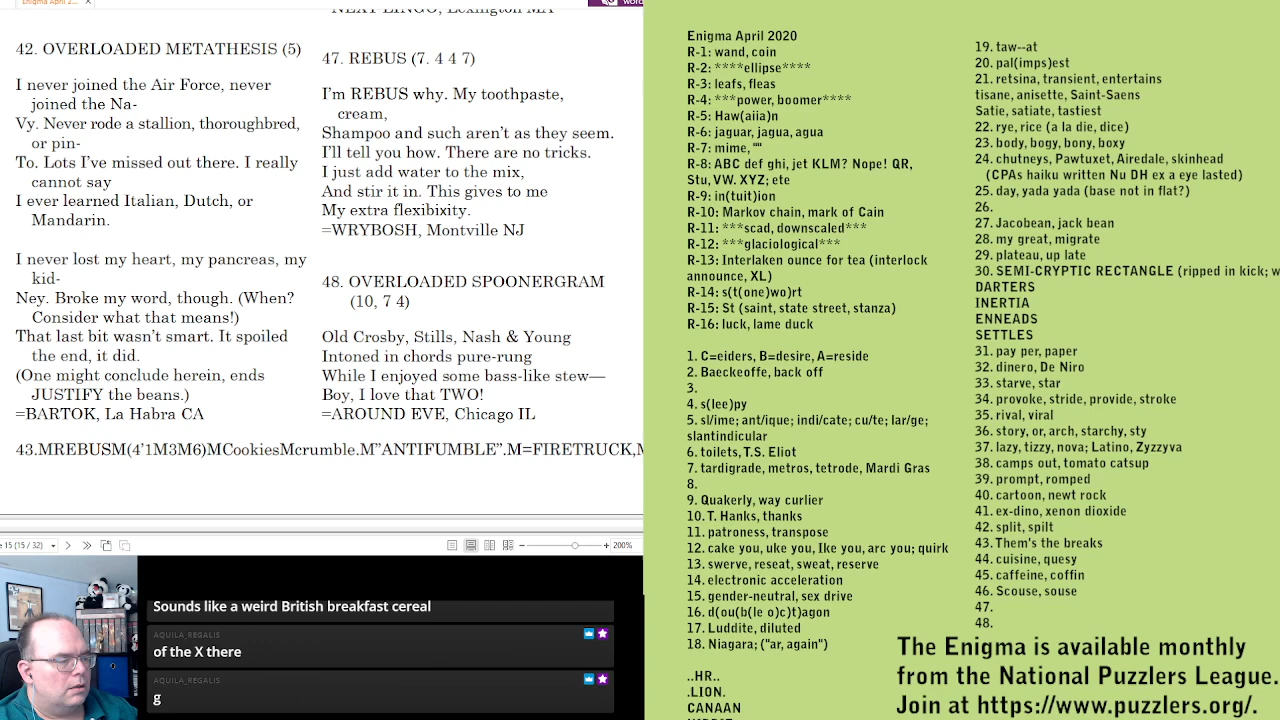 Enigma April 2...
word
NEXT LINGO, Lexington MA
42. OVERLOADED METATHESIS (5)
I never joined the Air Force, never
joined the Na-
Vy. Never rode a stallion, thoroughbred,
or pin-
To. Lots I've missed out there. I really
cannot say
I ever learned Italian, Dutch, or
Mandarin.
I never lost my heart, my pancreas, my
kid-
Ney. Broke my word, though. (When?
Consider what that means!)
That last bit wasn't smart. It spoiled
the end, it did.
(One might conclude herein, ends
JUSTIFY the beans.)
=BARTOK, La Habra CA
47. REBUS (7. 4 4 7)
I'm REBUS why. My toothpaste,
cream,
Shampoo and such aren't as they seem.
I'll tell you how. There are no tricks.
I just add water to the mix,
And stir it in. This gives to me
My extra flexibixity.
=WRYBOSH, Montville NJ
48. OVERLOADED SPOONERGRAM
(10, 7 4)
Old Crosby, Stills, Nash & Young
Intoned in chords pure-rung
While I enjoyed some bass-like stew—
Boy, I love that TWO!
=AROUND EVE, Chicago IL
43.MREBUSM(4'1M3M6)MCookiesMcrumble.M"ANTIFUMBLE".M=FIRETRUCK,M
e 15 (15 / 32)
200%
Sounds like a weird British breakfast cereal
AQUILA_REGALIS
of the X there
AQUILA_REGALIS
g
Enigma April 2020
R-1: wand, coin
R-2: ****ellipse****
R-3: leafs, fleas
R-4: ***power, boomer****
R-5: Haw(aiia)n
R-6: jaguar, jagua, agua
R-7: mime, ""
R-8: ABC def ghi, jet KLM? Nope! QR,
Stu, VW. XYZ; ete
R-9: in(tuit)ion
R-10: Markov chain, mark of Cain
R-11: ***scad, downscaled***
R-12: ***glaciological***
R-13: Interlaken ounce for tea (interlock
announce, XL)
R-14: s(t(one)wo)rt
R-15: St (saint, state street, stanza)
R-16: luck, lame duck
1. C=eiders, B=desire, A=reside
2. Baeckeoffe, back off
3.
4. s(lee)py
5. sl/ime; ant/ique; indi/cate; cu/te; lar/ge;
slantindicular
6. toilets, T.S. Eliot
7. tardigrade, metros, tetrode, Mardi Gras
8.
9. Quakerly, way curlier
10. T. Hanks, thanks
11. patroness, transpose
12. cake you, uke you, Ike you, arc you; quirk
13. swerve, reseat, sweat, reserve
14. electronic acceleration
15. gender-neutral, sex drive
16. d(ou(b(le o)c)t)agon
17. Luddite, diluted
18. Niagara; ("ar, again")
..HR..
.LION.
CANAAN
19. taw--at
20. pal(imps)est
21. retsina, transient, entertains
tisane, anisette, Saint-Saens
Satie, satiate, tastiest
22. rye, rice (a la die, dice)
23. body, bogy, bony, boxy
24. chutneys, Pawtuxet, Airedale, skinhead
(CPAs haiku written Nu DH ex a eye lasted)
25. day, yada yada (base not in flat?)
26.
27. Jacobean, jack bean
28. my great, migrate
29. plateau, up late
30. SEMI-CRYPTIC RECTANGLE (ripped in kick; w
DARTERS
INERTIA
ENNEADS
SETTLES
31. pay per, paper
32. dinero, De Niro
33. starve, star
34. provoke, stride, provide, stroke
35. rival, viral
36. story, or, arch, starchy, sty
37. lazy, tizzy, nova; Latino, Zyzzyva
38. camps out, tomato catsup
39. prompt, romped
40. cartoon, newt rock
41. ex-dino, xenon dioxide
42. split, spilt
43. Them's the breaks
44. cuisine, quesy
45. caffeine, coffin
46. Scouse, souse
47.
48.
The Enigma is available monthly
from the National Puzzlers League.
Join at https://www.puzzlers.org/.